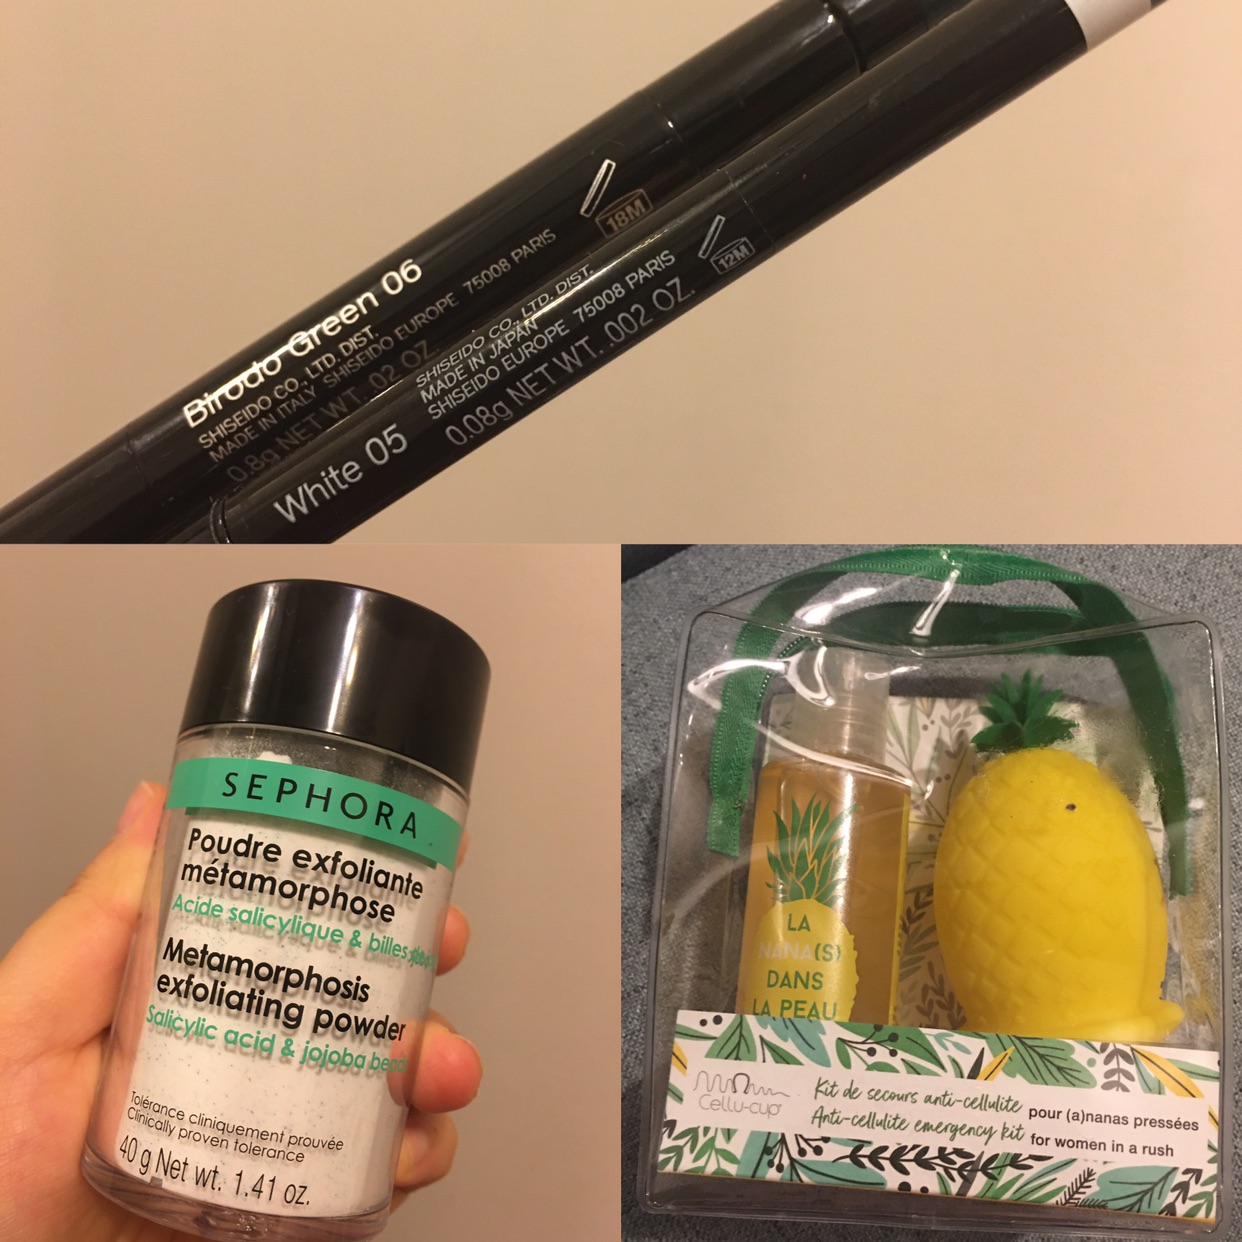 Birodo Green 06
SHISEIDO CO., LTD. DIST.
MADE IN ITALY SHISEIDO EUROPE 75008 PARIS
0.8g NET WT. .02 OZ.
18M
White 05
SHISEIDO CO., LTD. DIST.
MADE IN JAPAN
SHISEIDO EUROPE 75008 PARIS
0.08g NET WT. .002 OZ.
12M
SEPHORA
Poudre exfoliante
métamorphose
Acide salicylique & billes
Metamorphosis
exfoliating powder
Salicylic acid & jojoba
Tolérance cliniquement prouvée
Clinically proven tolerance
40 g Net wt. 1.41 oz.
LA
NANA(S)
DANS
LA PEAU
Cellu-cup
Kit de secours anti-cellulite pour (a)nanas pressées
Anti-cellulite emergency kit for women in a rush